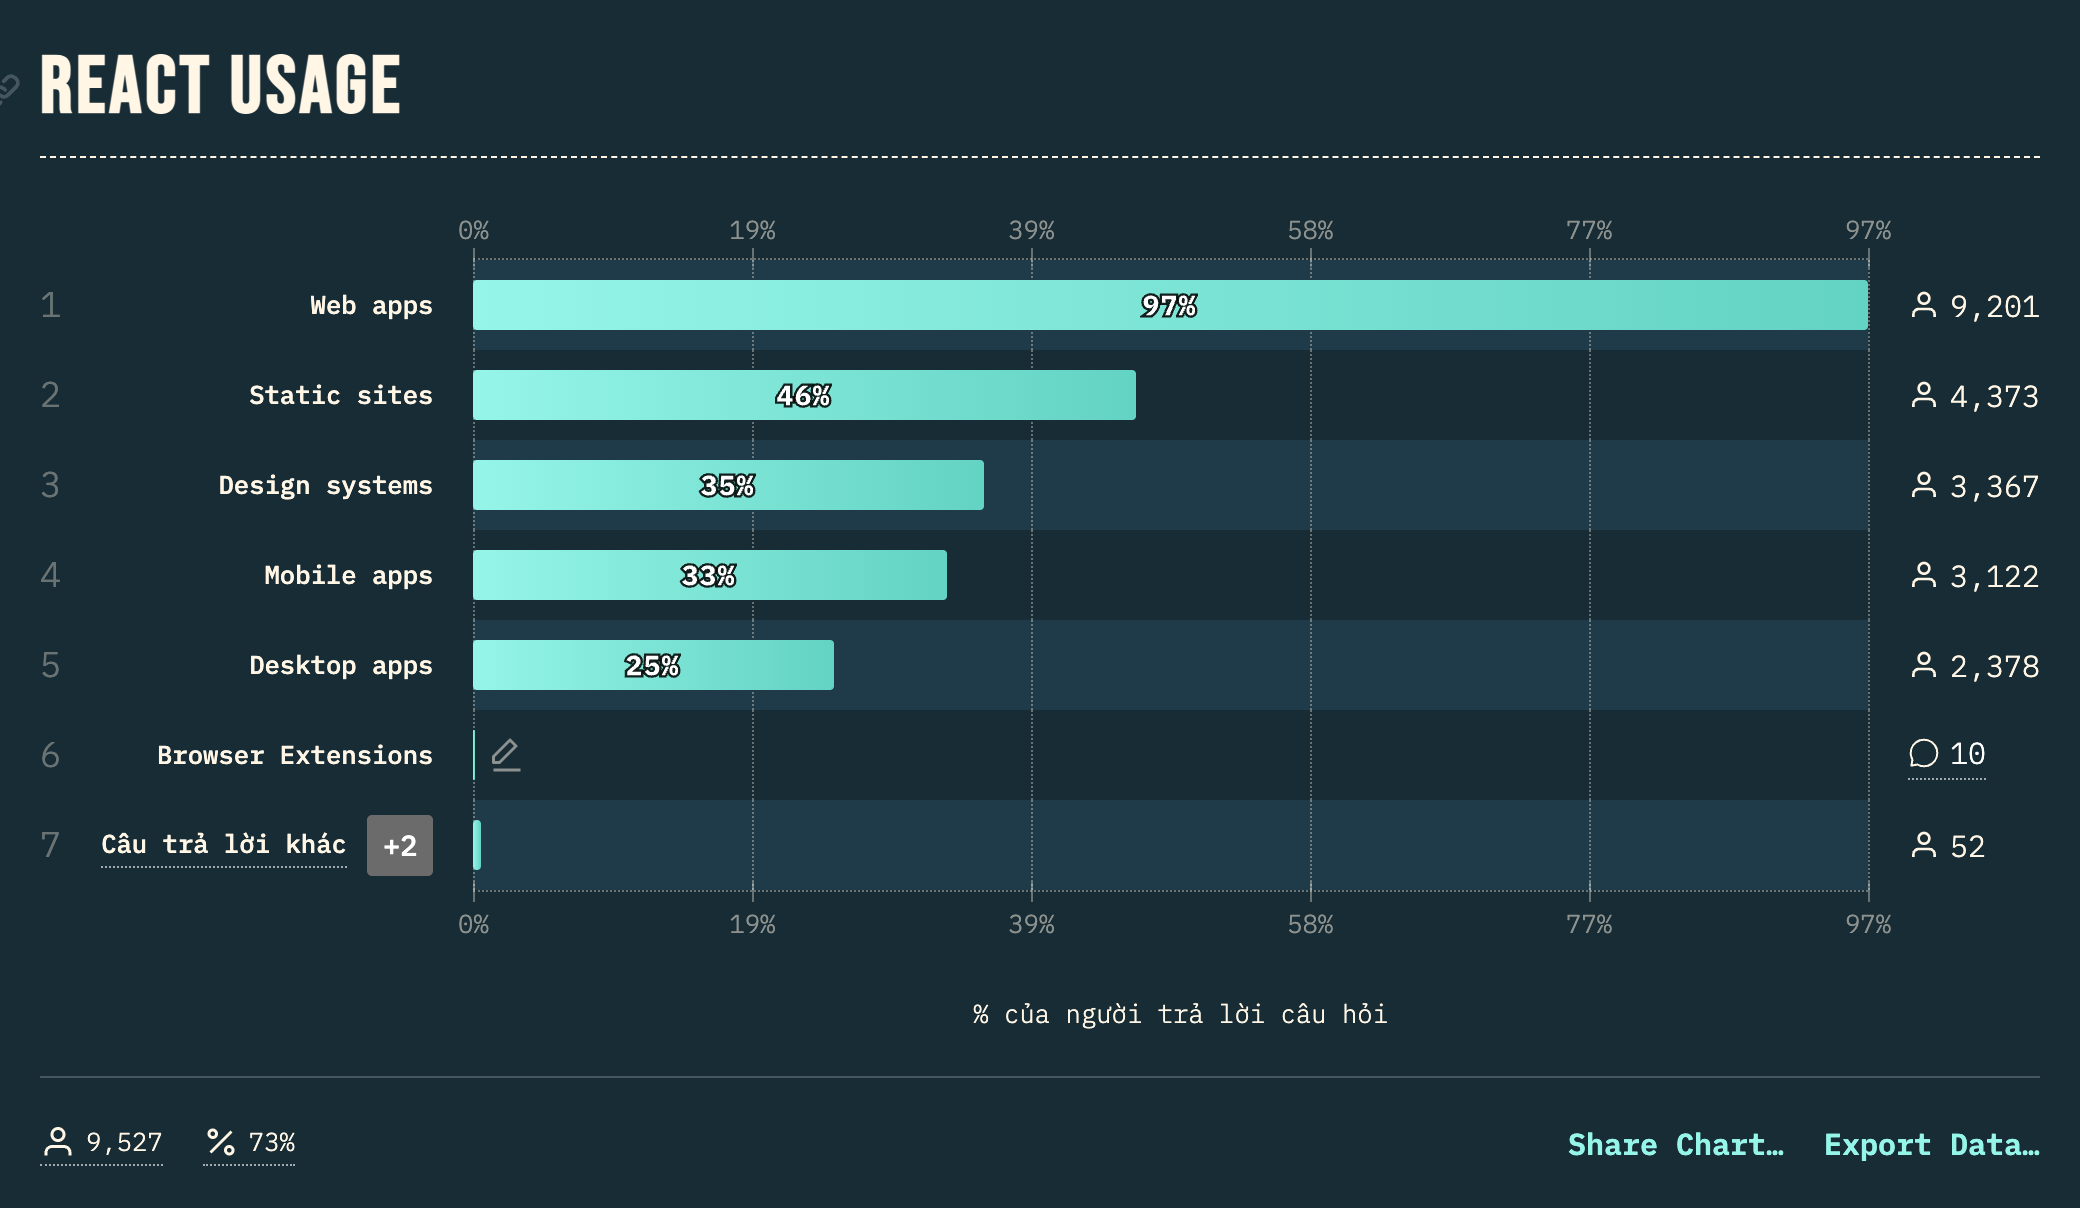 REACT USAGE
0% 19% 39% 58% 77% 97%
1 Web apps 97% 9,201
2 Static sites 46% 4,373
3 Design systems 35% 3,367
4 Mobile apps 33% 3,122
5 Desktop apps 25% 2,378
6 Browser Extensions 10
7 Câu trả lời khác +2 52
0% 19% 39% 58% 77% 97%
% của người trả lời câu hỏi
9,527 73% Share Chart… Export Data…